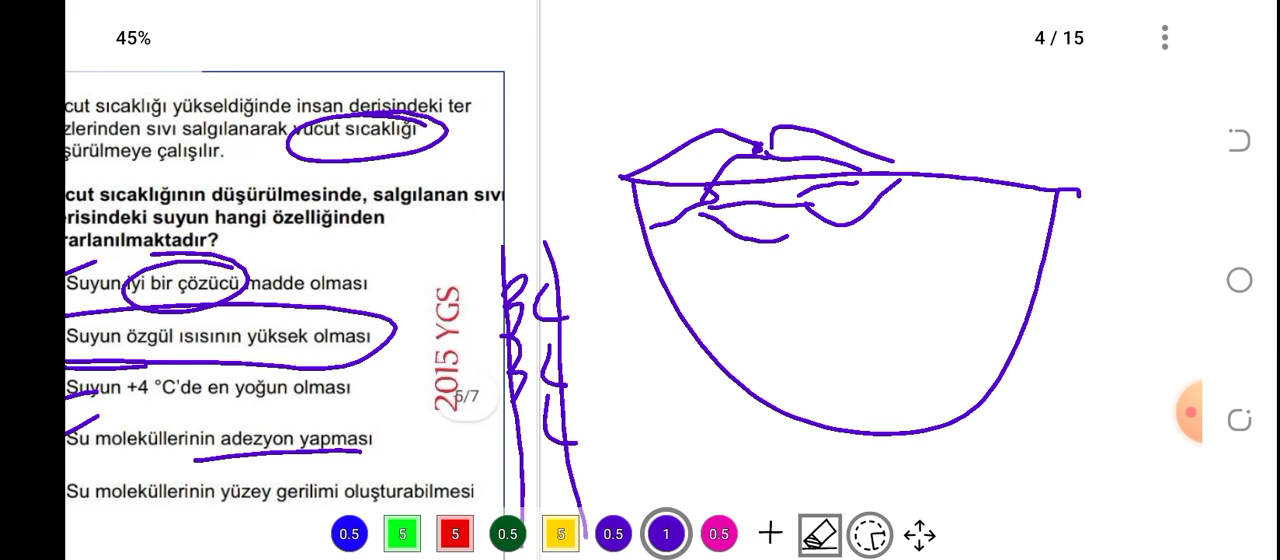 45%
4 / 15
cut sıcaklığı yükseldiğinde insan derisindeki ter
zlerinden sıvı salgılanarak vücut sıcaklığı
şürülmeye çalışılır.
cut sıcaklığının düşürülmesinde, salgılanan sıvı
erisindeki suyun hangi özelliğinden
rarlanılmaktadır?
Suyun iyi bir çözücü madde olması
Suyun özgül ısısının yüksek olması
Suyun +4 °C'de en yoğun olması
Su moleküllerinin adezyon yapması
Su moleküllerinin yüzey gerilimi oluşturabilmesi
2015 YGS
5/7
0.5 5 5 0.5 5 0.5 1 0.5